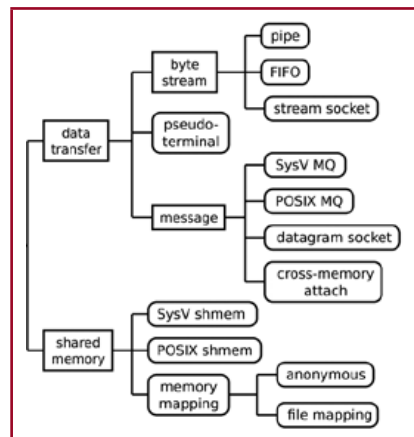 pipe
byte
stream
FIFO
stream socket
data
transfer
pseudo-
terminal
SysV MQ
POSIX MQ
message
datagram socket
cross-memory
attach
SysV shmem
shared
memory
POSIX shmem
memory
mapping
anonymous
file mapping